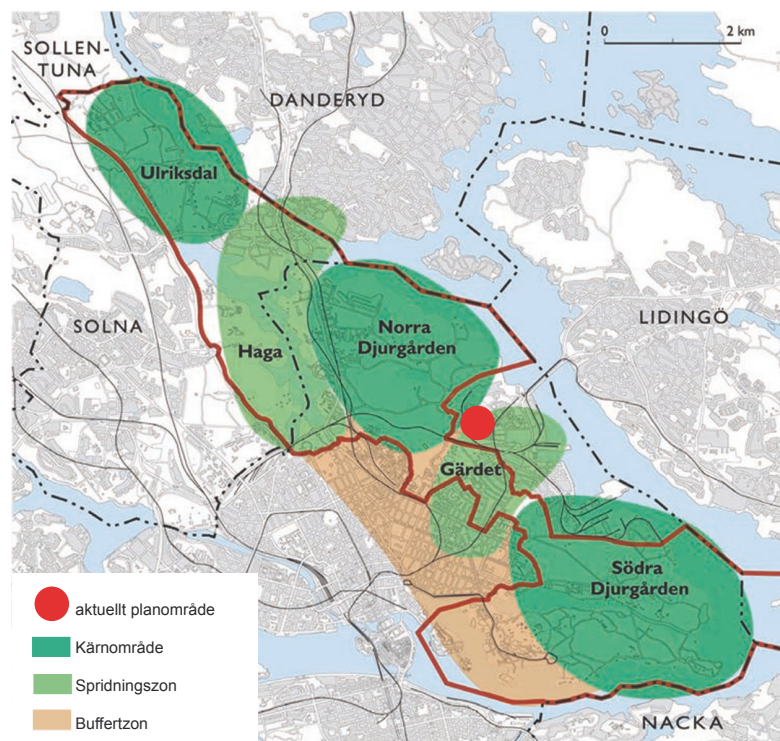 SOLLEN-
TUNA
DANDERYD
0 2 km
Ulriksdal
SOLNA
Haga
Norra
Djurgården
LIDINGÖ
Gärdet
Södra
Djurgården
NACKA
aktuellt planområde
Kärnområde
Spridningszon
Buffertzon